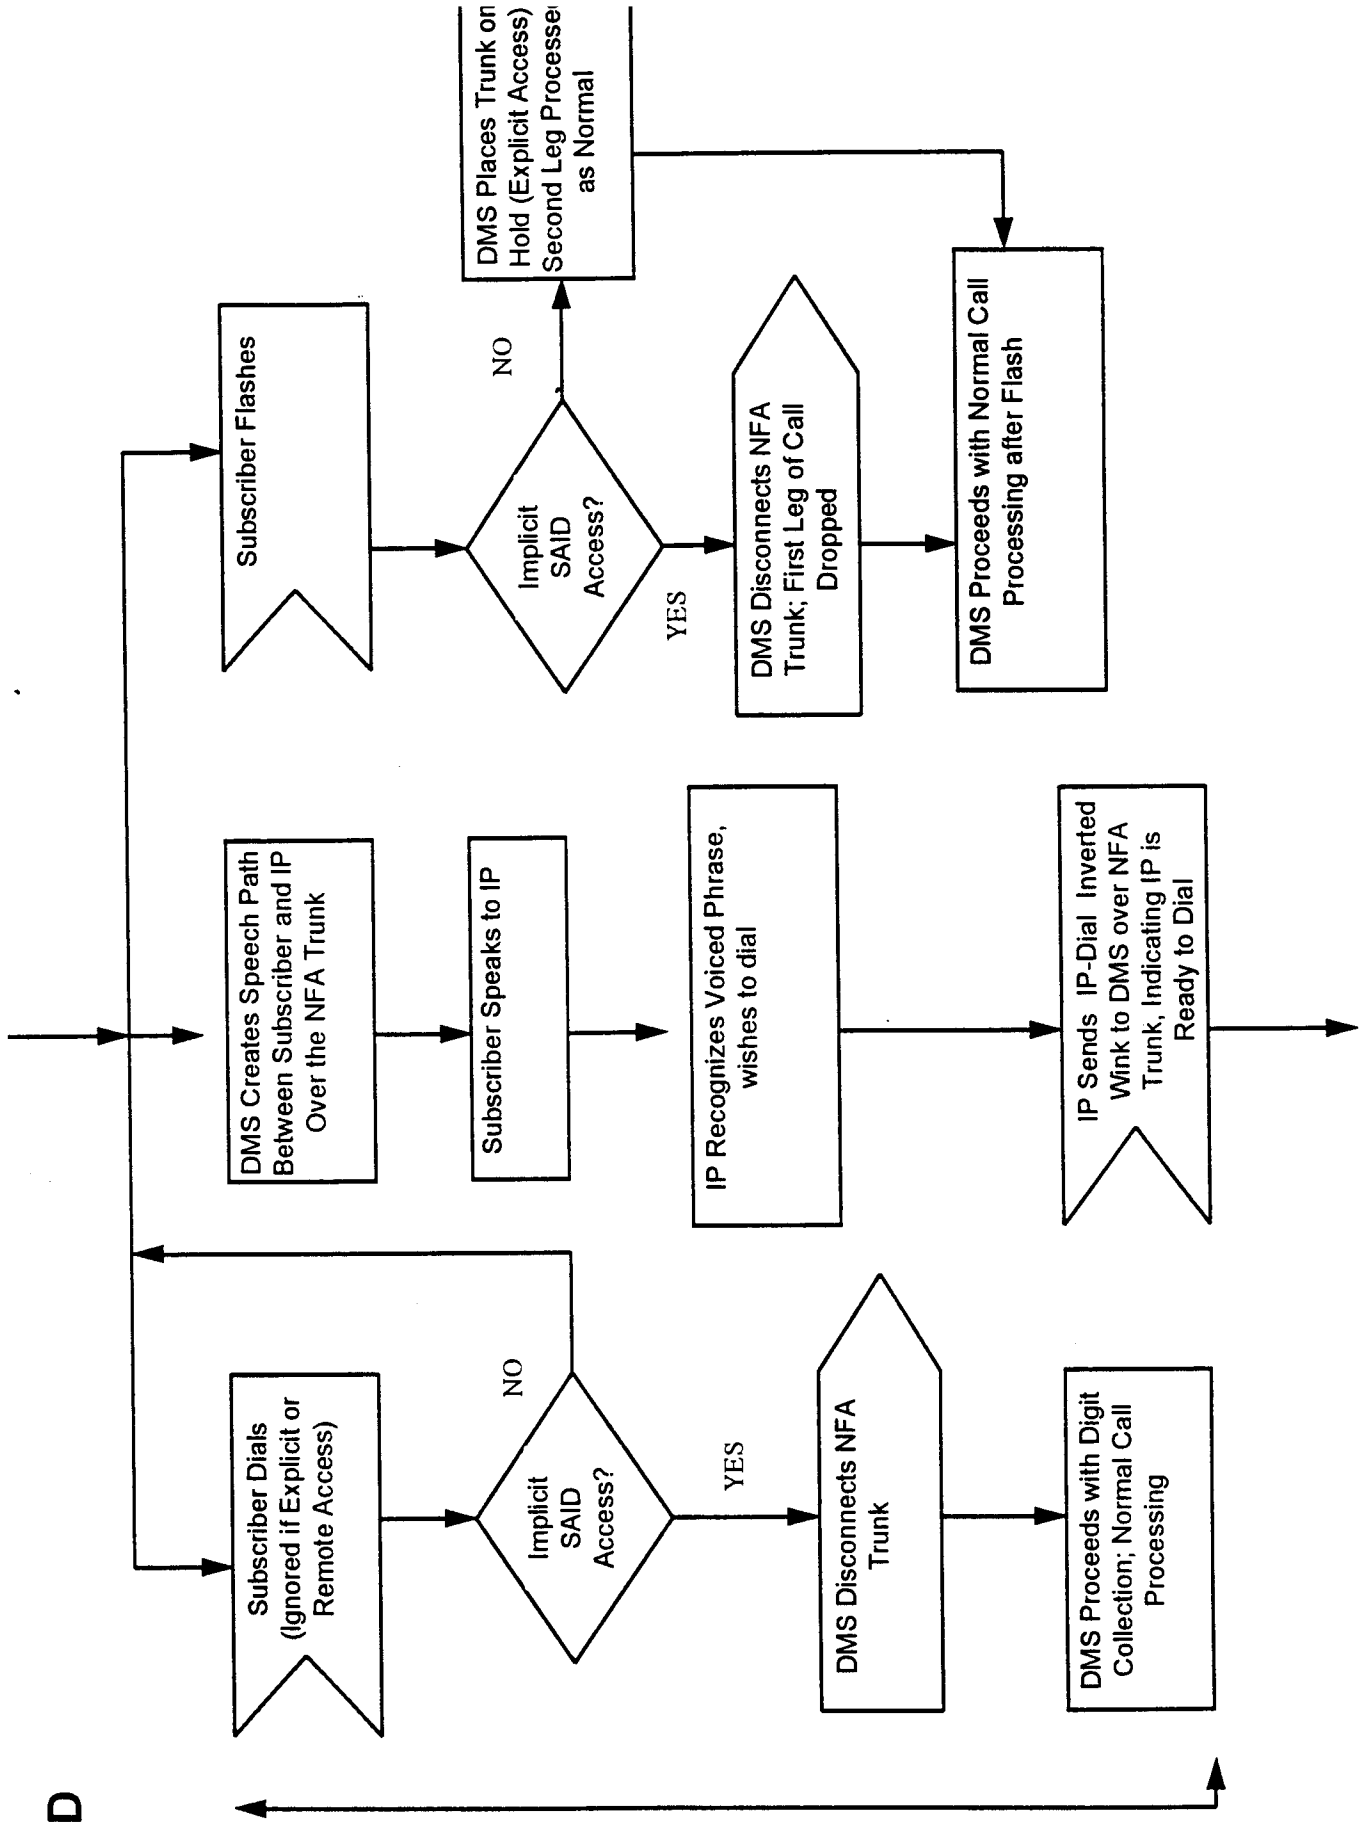 D
Subscriber Dials
(Ignored if Explicit or
Remote Access)
Implicit
SAID
Access?
NO
YES
DMS Disconnects NFA
Trunk
DMS Proceeds with Digit
Collection; Normal Call
Processing
DMS Creates Speech Path
Between Subscriber and IP
Over the NFA Trunk
Subscriber Speaks to IP
IP Recognizes Voiced Phrase,
wishes to dial
IP Sends IP-Dial Inverted
Wink to DMS over NFA
Trunk, Indicating IP is
Ready to Dial
Subscriber Flashes
Implicit
SAID
Access?
NO
YES
DMS Places Trunk on
Hold (Explicit Access)
Second Leg Processed
as Normal
DMS Disconnects NFA
Trunk; First Leg of Call
Dropped
DMS Proceeds with Normal Call
Processing after Flash